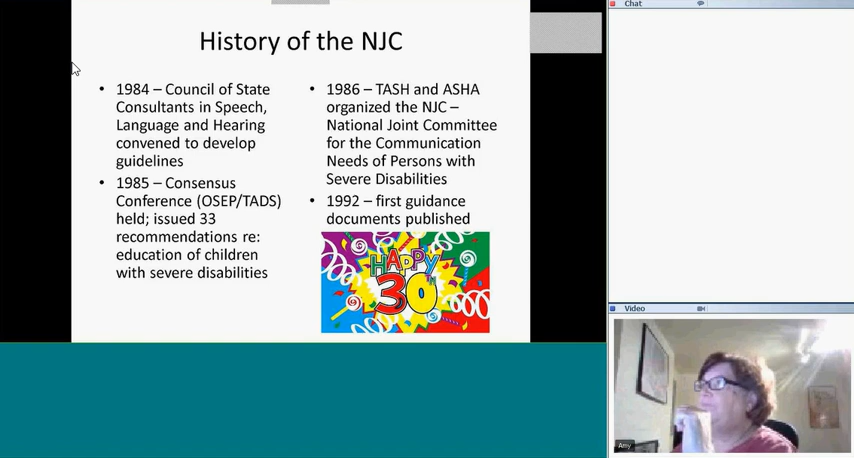 History of the NJC
• 1984 – Council of State
Consultants in Speech,
Language and Hearing
convened to develop
guidelines
• 1985 – Consensus
Conference (OSEP/TADS)
held; issued 33
recommendations re:
education of children
with severe disabilities
• 1986 – TASH and ASHA
organized the NJC –
National Joint Committee
for the Communication
Needs of Persons with
Severe Disabilities
• 1992 – first guidance
documents published
HAPPY
30
Chat
Video
Amy